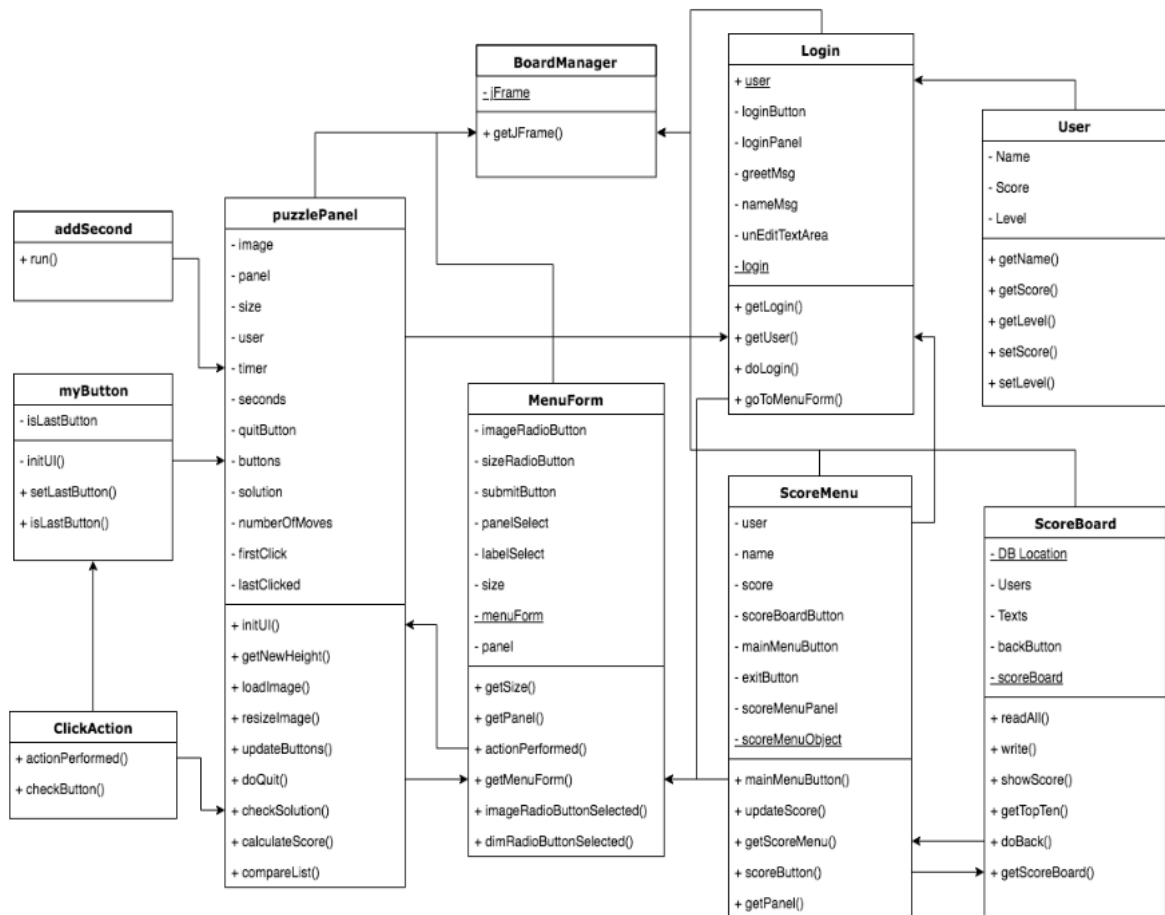 BoardManager
- jFrame
+ getJFrame()
Login
+ user
- loginButton
- loginPanel
- greetMsg
- nameMsg
- unEditTextArea
- login
+ getLogin()
+ getUser()
+ doLogin()
+ goToMenuForm()
User
- Name
- Score
- Level
+ getName()
+ getScore()
+ getLevel()
+ setScore()
+ setLevel()
addSecond
+ run()
puzzlePanel
- image
- panel
- size
- user
- timer
- seconds
- quitButton
- buttons
- solution
- numberOfMoves
- firstClick
- lastClicked
+ initUI()
+ getNewHeight()
+ loadImage()
+ resizeImage()
+ updateButtons()
+ doQuit()
+ checkSolution()
+ calculateScore()
+ compareList()
myButton
- isLastButton
- initUI()
+ setLastButton()
+ isLastButton()
MenuForm
- imageRadioButton
- sizeRadioButton
- submitButton
- panelSelect
- labelSelect
- size
- menuForm
- panel
+ getSize()
+ getPanel()
+ actionPerformed()
+ getMenuForm()
+ imageRadioButtonSelected()
+ dimRadioButtonSelected()
ScoreMenu
- user
- name
- score
- scoreBoardButton
- mainMenuButton
- exitButton
- scoreMenuPanel
- scoreMenuObject
+ mainMenuButton()
+ updateScore()
+ getScoreMenu()
+ scoreButton()
+ getPanel()
ScoreBoard
- DB Location
- Users
- Texts
- backButton
- scoreBoard
+ readAll()
+ write()
+ showScore()
+ getTopTen()
+ doBack()
+ getScoreBoard()
ClickAction
+ actionPerformed()
+ checkButton()